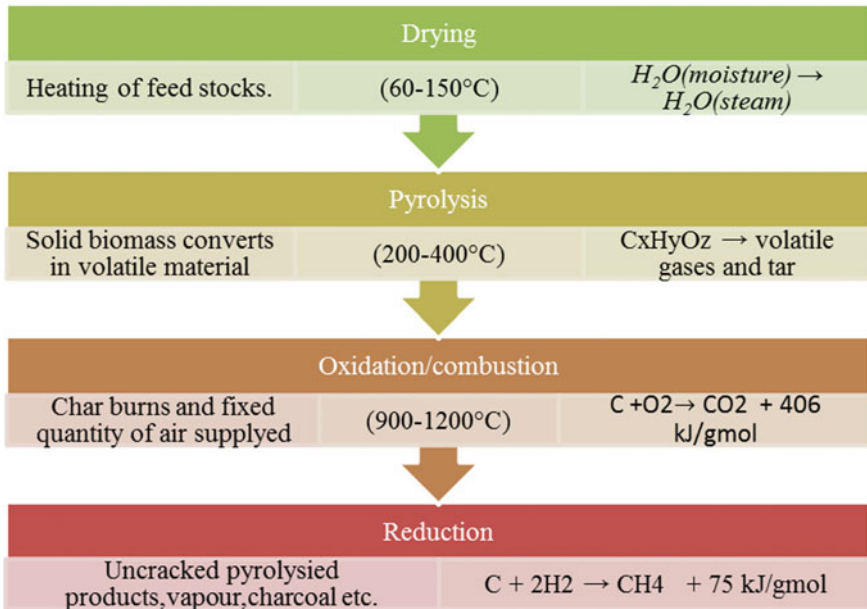 Drying
Heating of feed stocks.
(60-150°C)
H₂O(moisture) →
H₂O(steam)
Pyrolysis
Solid biomass converts
in volatile material
(200-400°C)
CxHyOz → volatile
gases and tar
Oxidation/combustion
Char burns and fixed
quantity of air supplyed
(900-1200°C)
C +O2→ CO2 + 406
kJ/gmol
Reduction
Uncracked pyrolysied
products,vapour,charcoal etc.
C + 2H2 → CH4 + 75 kJ/gmol